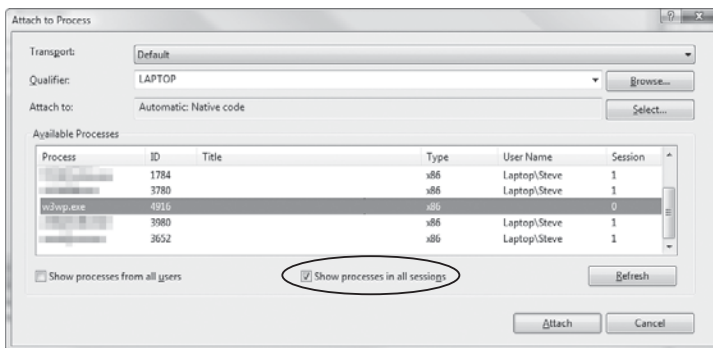 Attach to Process
Transport: Default
Qualifier: LAPTOP Browse...
Attach to: Automatic: Native code Select...
Available Processes
Process ID Title Type User Name Session
1784 x86 Laptop\Steve 1
3780 x86 Laptop\Steve 1
w3wp.exe 4916 x86 0
3980 x86 Laptop\Steve 1
3652 x86 Laptop\Steve 1
Show processes from all users Show processes in all sessions Refresh
Attach Cancel